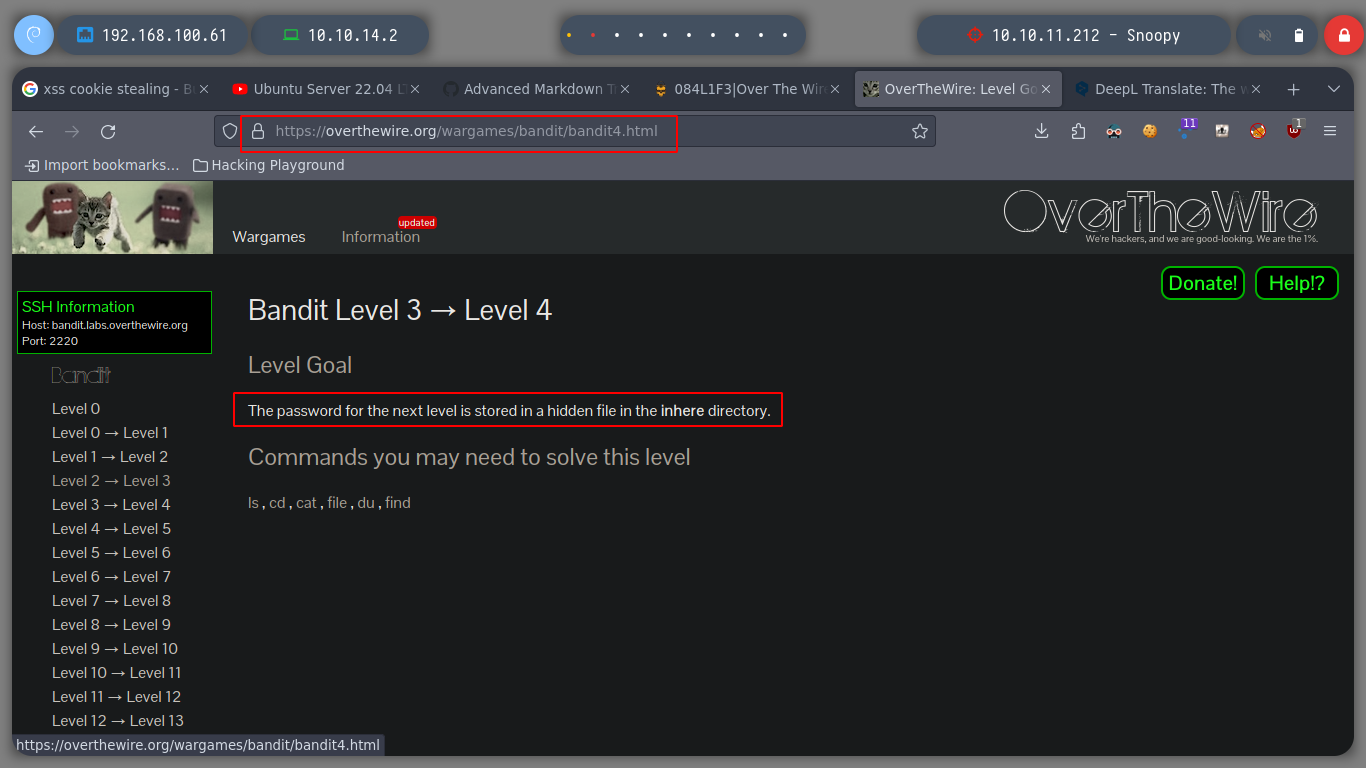 192.168.100.61
10.10.14.2
10.10.11.212 - Snoopy
xss cookie stealing - B
Ubuntu Server 22.04 LT
Advanced Markdown T
084L1F3|Over The Wire
OverTheWire: Level Go
DeepL Translate: The w
https://overthewire.org/wargames/bandit/bandit4.html
11
1
Import bookmarks...
Hacking Playground
Wargames
Information
updated
OverTheWire
We're hackers, and we are good-looking. We are the 1%.
Donate!
Help!?
SSH Information
Host: bandit.labs.overthewire.org
Port: 2220
Bandit
Level 0
Level 0 → Level 1
Level 1 → Level 2
Level 2 → Level 3
Level 3 → Level 4
Level 4 → Level 5
Level 5 → Level 6
Level 6 → Level 7
Level 7 → Level 8
Level 8 → Level 9
Level 9 → Level 10
Level 10 → Level 11
Level 11 → Level 12
Level 12 → Level 13
Bandit Level 3 → Level 4
Level Goal
The password for the next level is stored in a hidden file in the inhere directory.
Commands you may need to solve this level
ls , cd , cat , file , du , find
https://overthewire.org/wargames/bandit/bandit4.html